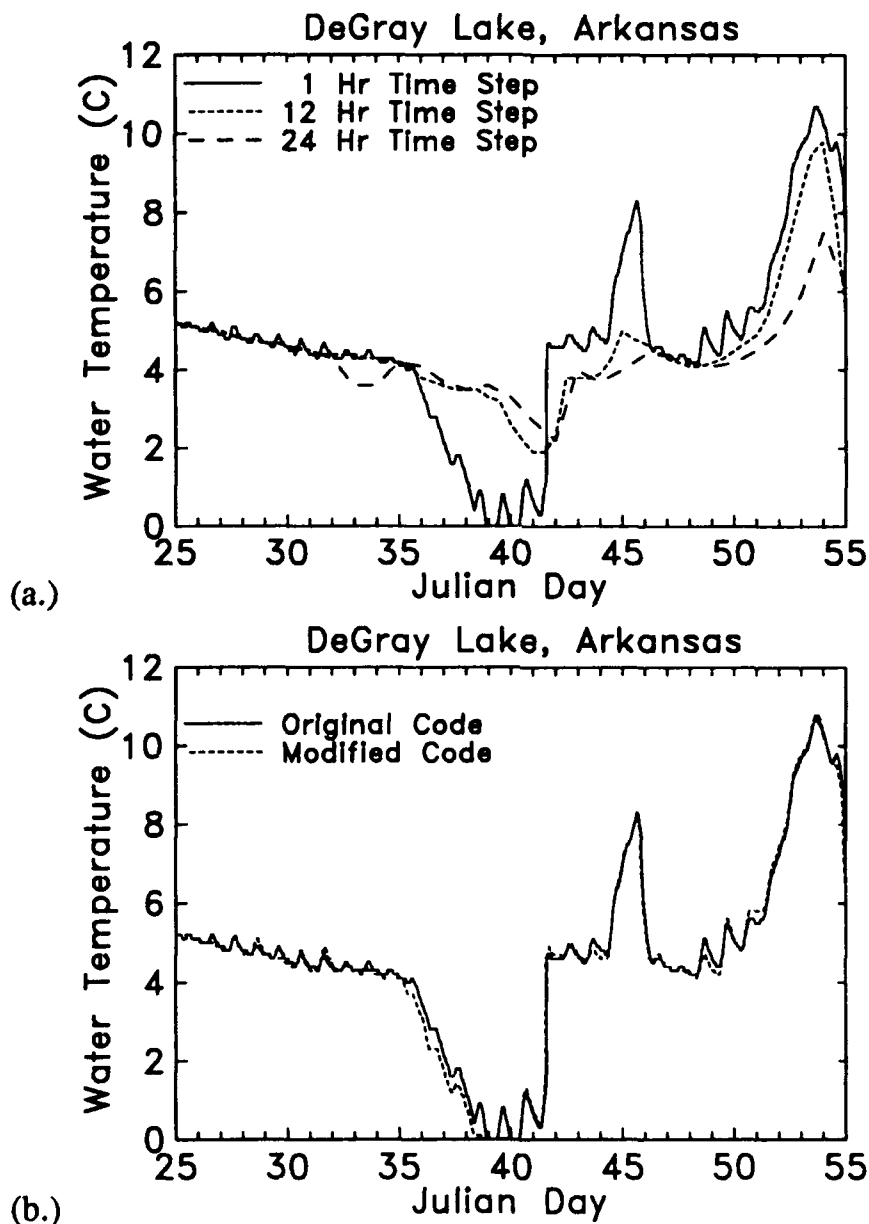 DeGray Lake, Arkansas
12
10
8
6
4
2
0
Water Temperature (C)
1 Hr Time Step
12 Hr Time Step
24 Hr Time Step
25 30 35 40 45 50 55
Julian Day
(a.)
DeGray Lake, Arkansas
12
10
8
6
4
2
0
Water Temperature (C)
Original Code
Modified Code
25 30 35 40 45 50 55
Julian Day
(b.)